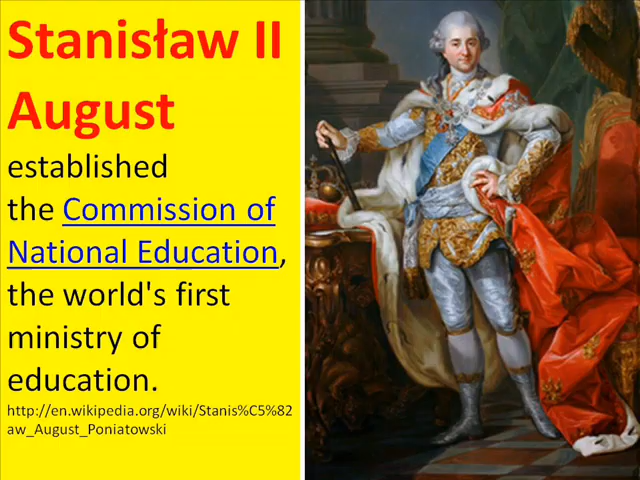 Stanisław II
August
established
the Commission of
National Education,
the world's first
ministry of
education.
http://en.wikipedia.org/wiki/Stanis%C5%82
aw_August_Poniatowski